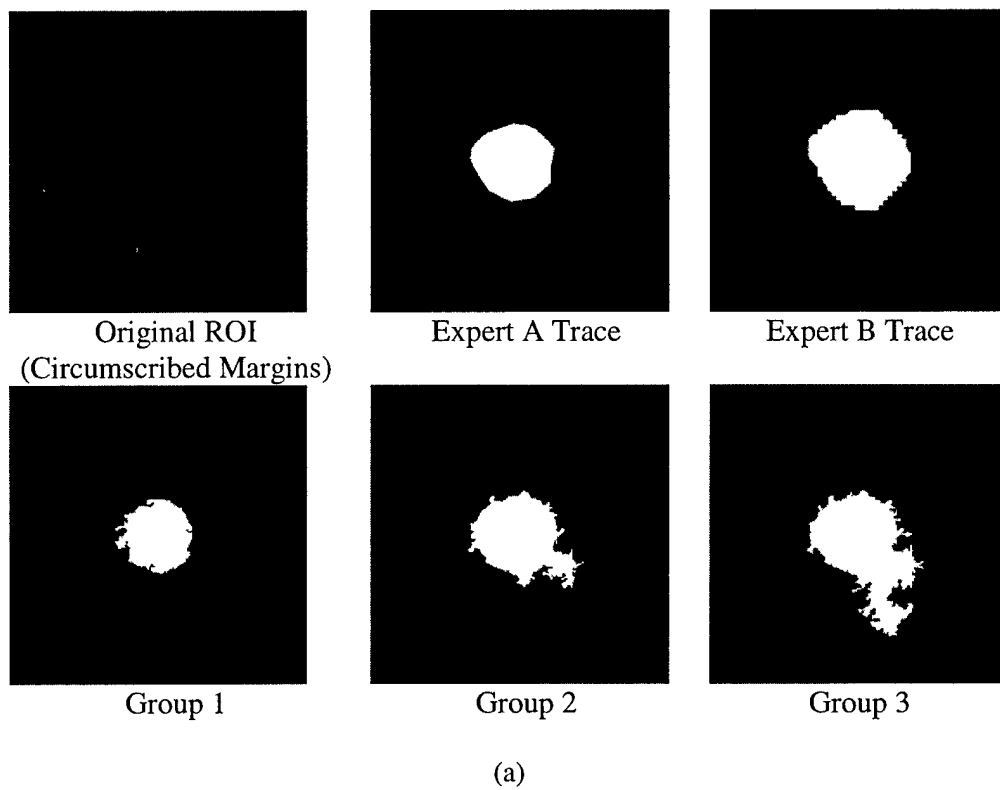 Original ROI
(Circumscribed Margins)
Expert A Trace
Expert B Trace
Group 1
Group 2
Group 3
(a)